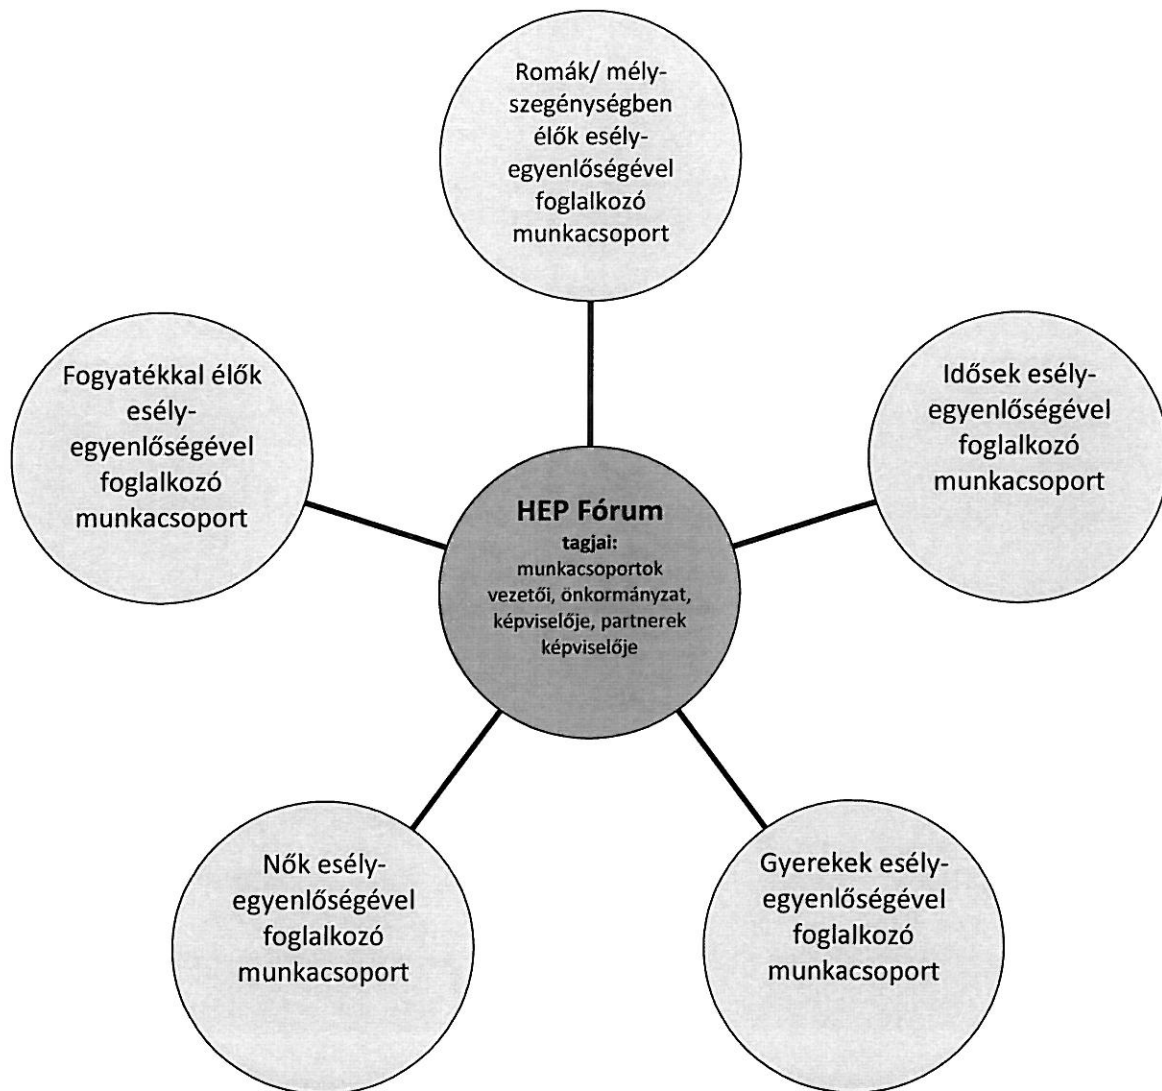 Romák/ mély-
szegénységben
élők esély-
egyenlőségével
foglalkozó
munkacsoport
Fogyatékkal élők
esély-
egyenlőségével
foglalkozó
munkacsoport
Idősek esély-
egyenlőségével
foglalkozó
munkacsoport
HEP Fórum
tagjai:
munkacsoportok
vezetői, önkormányzat,
képviselője, partnerek
képviselője
Nők esély-
egyenlőségével
foglalkozó
munkacsoport
Gyerekek esély-
egyenlőségével
foglalkozó
munkacsoport